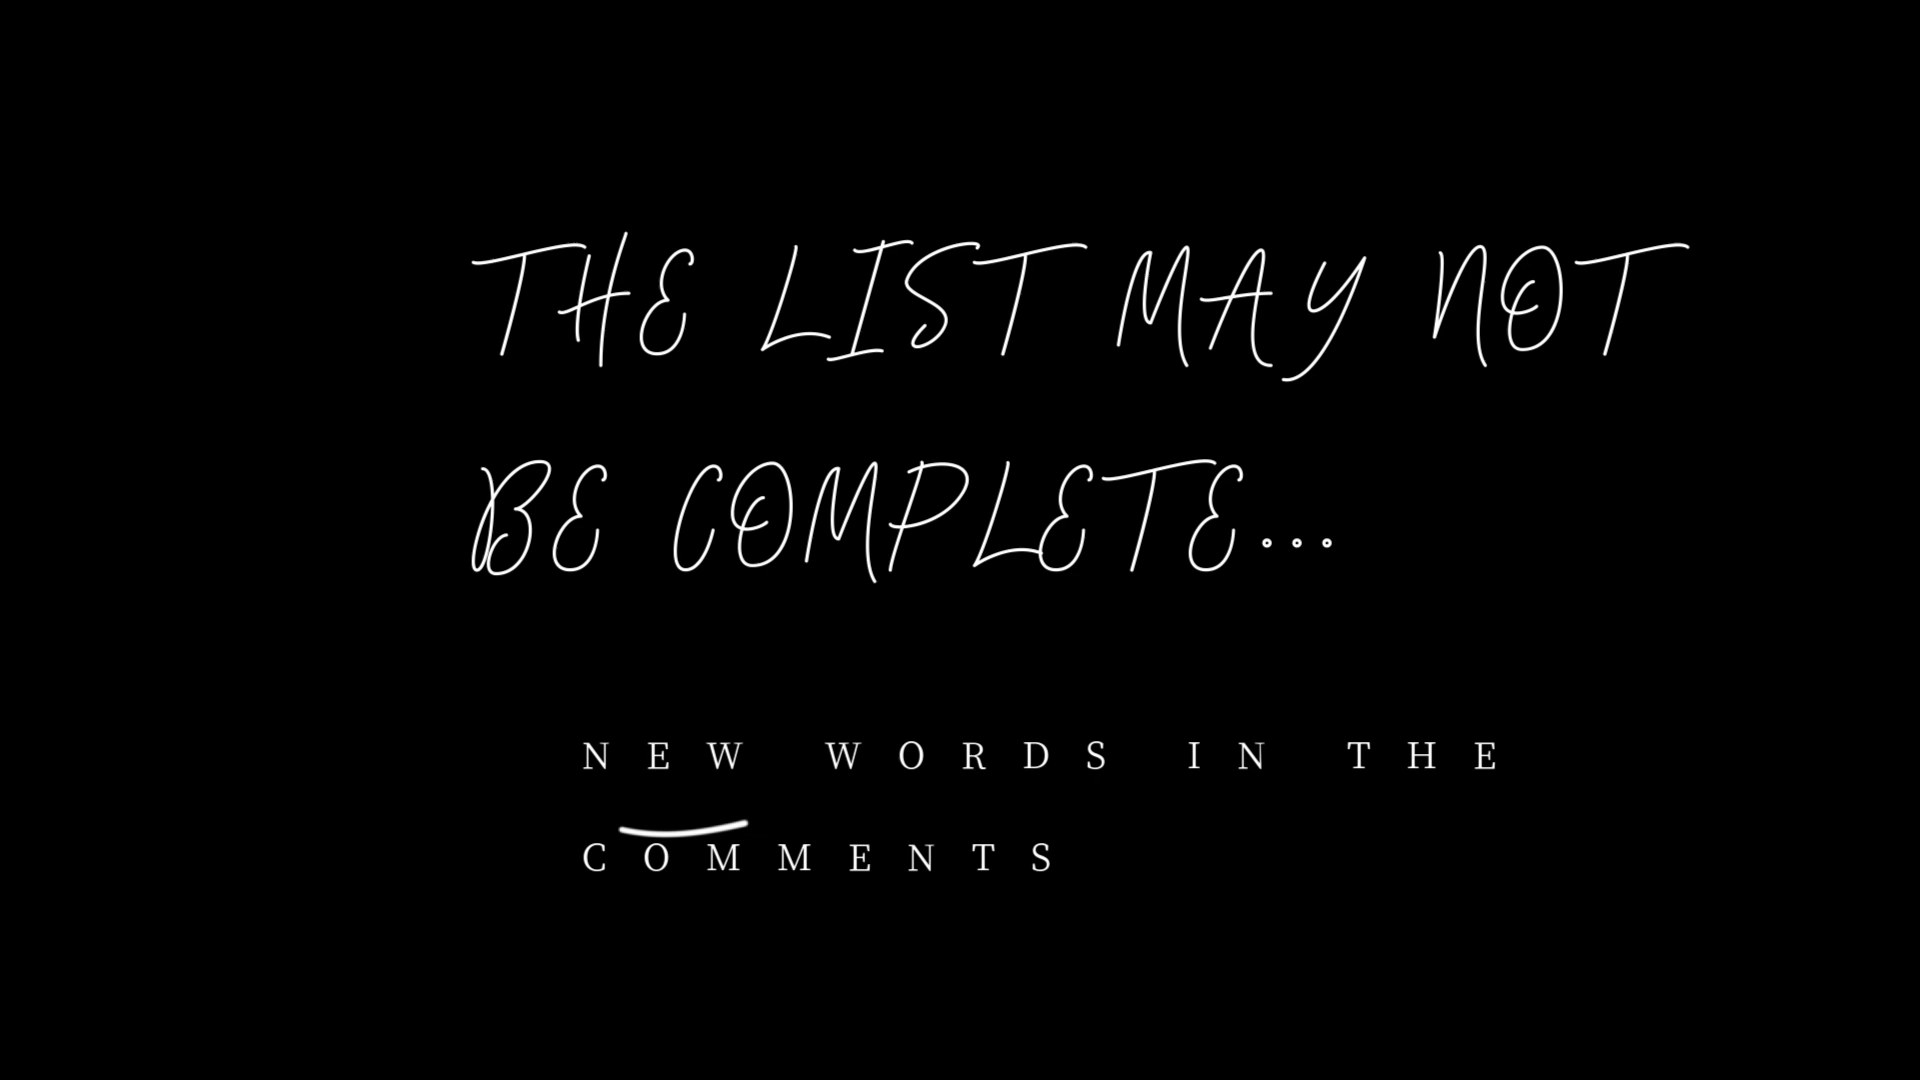 THE LIST MAY NOT
BE COMPLETE...
NEW WORDS IN THE
COMMENTS